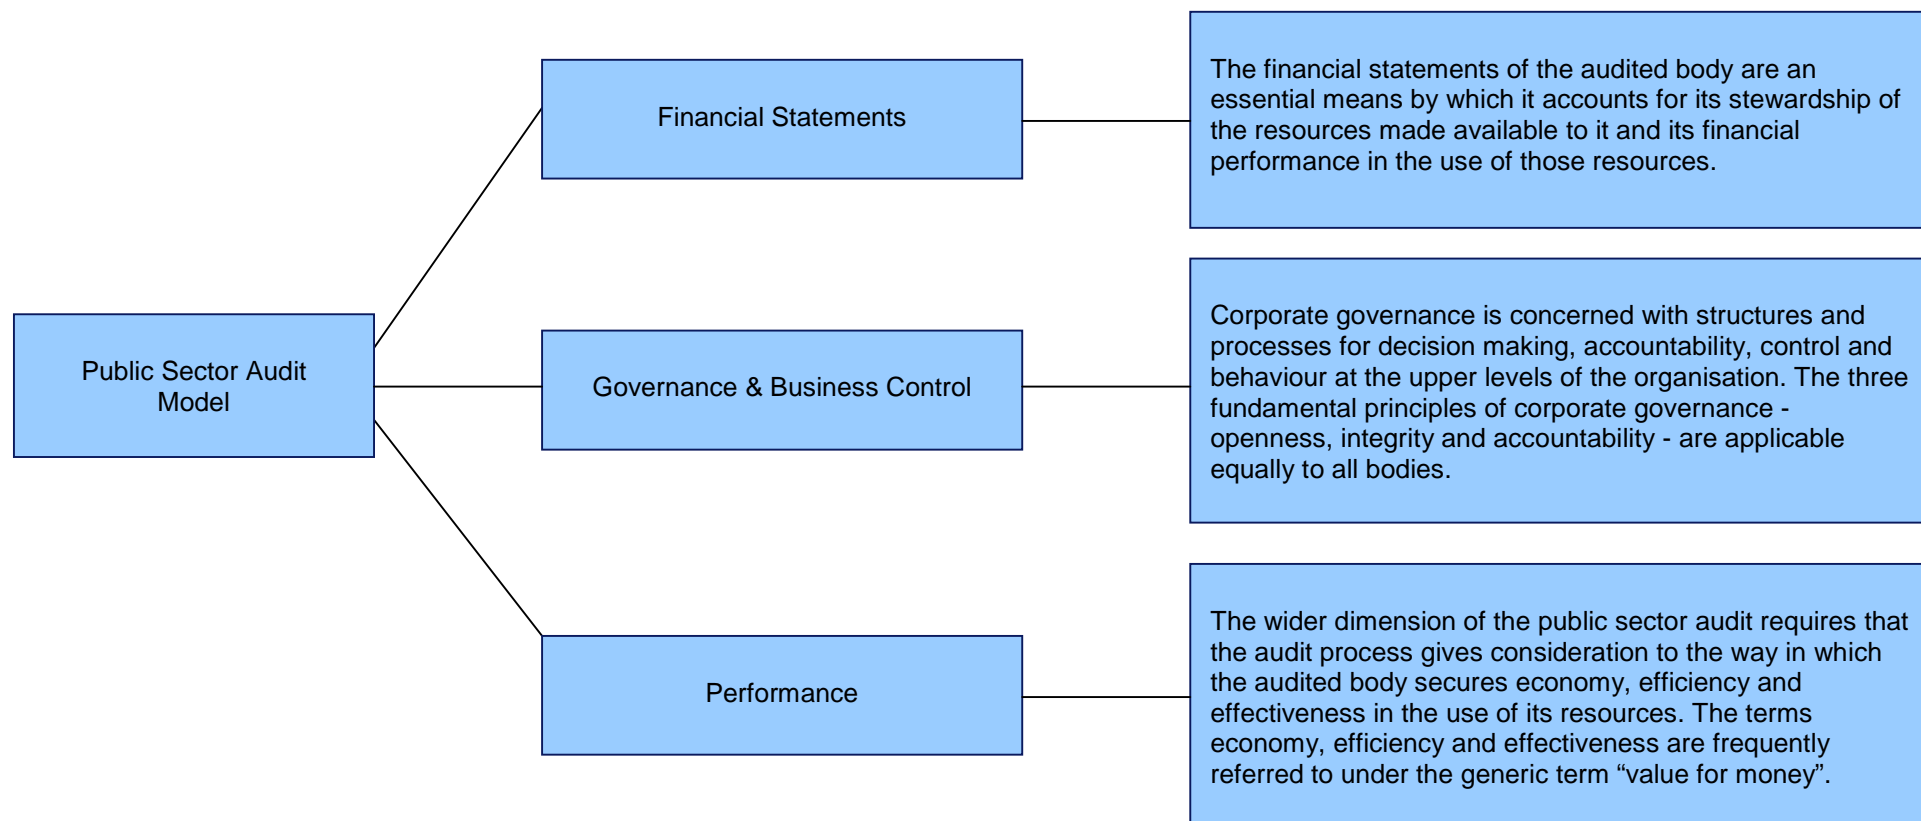 Public Sector Audit
Model
Financial Statements
The financial statements of the audited body are an
essential means by which it accounts for its stewardship of
the resources made available to it and its financial
performance in the use of those resources.
Governance & Business Control
Corporate governance is concerned with structures and
processes for decision making, accountability, control and
behaviour at the upper levels of the organisation. The three
fundamental principles of corporate governance -
openness, integrity and accountability - are applicable
equally to all bodies.
Performance
The wider dimension of the public sector audit requires that
the audit process gives consideration to the way in which
the audited body secures economy, efficiency and
effectiveness in the use of its resources. The terms
economy, efficiency and effectiveness are frequently
referred to under the generic term “value for money”.